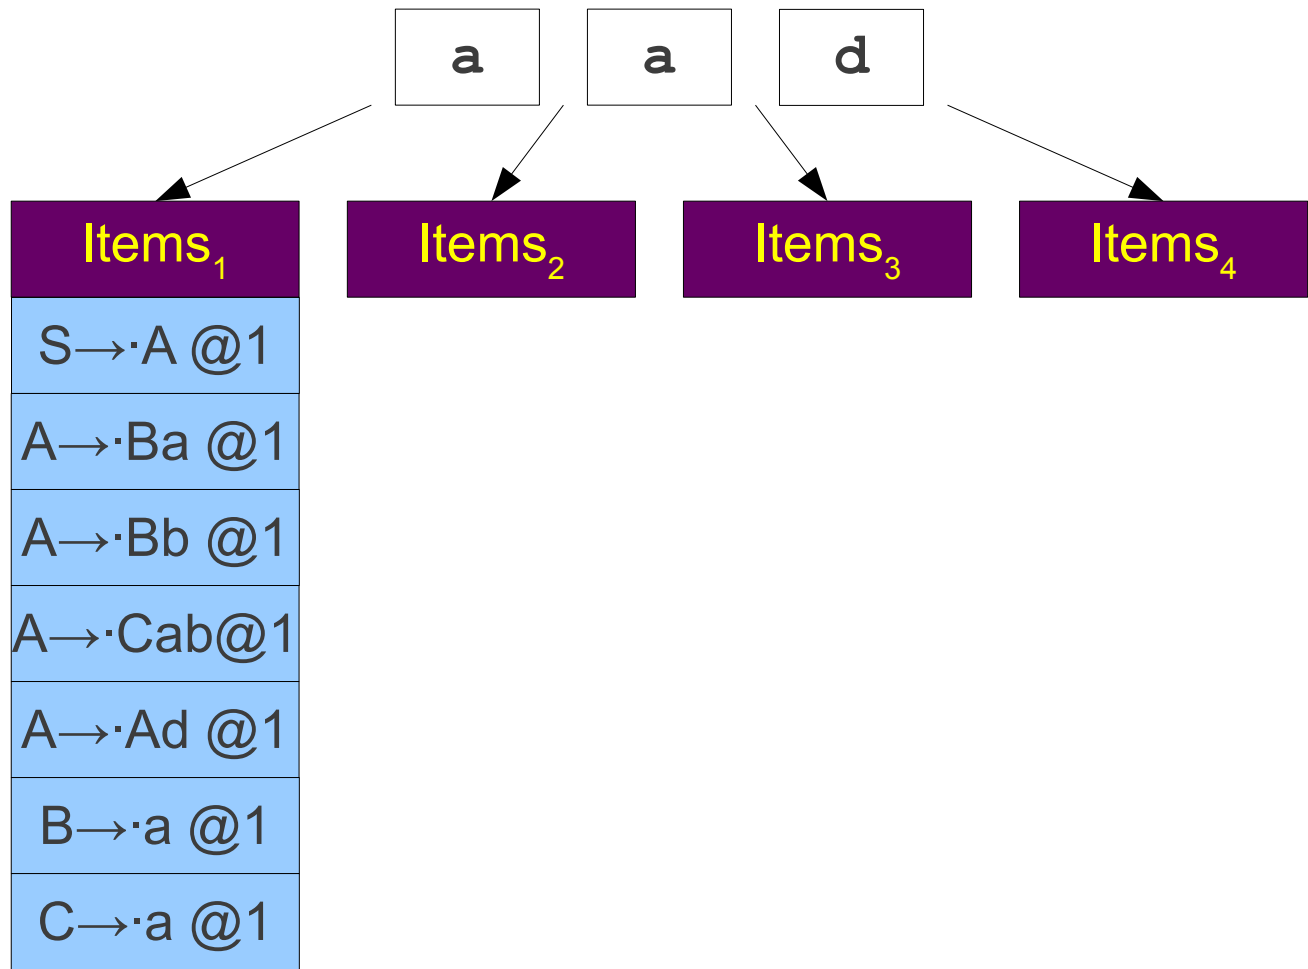 a a d
Items₁ Items₂ Items₃ Items₄
S→·A @1
A→·Ba @1
A→·Bb @1
A→·Cab@1
A→·Ad @1
B→·a @1
C→·a @1